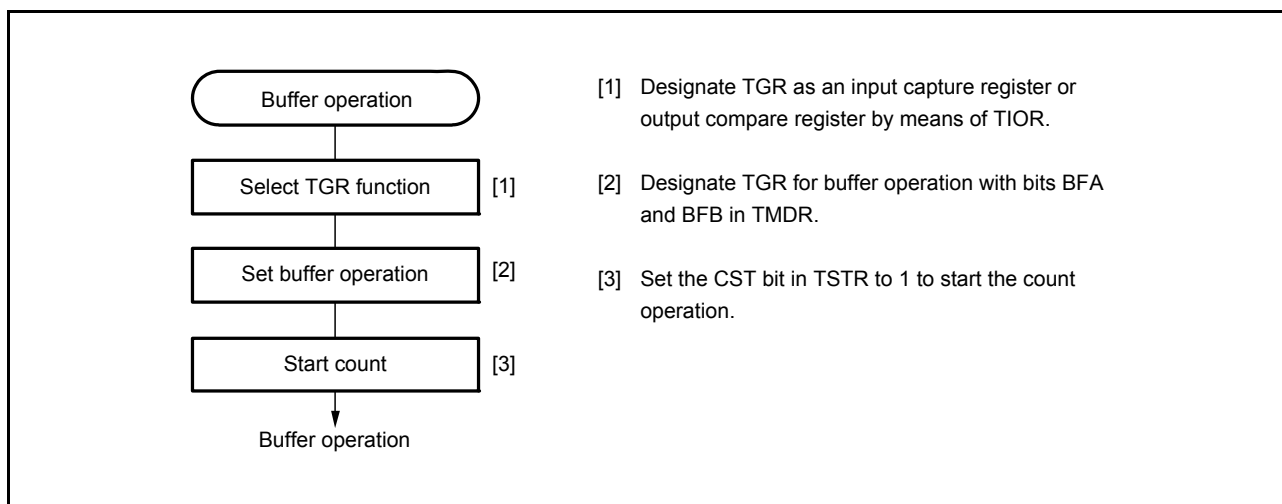 Buffer operation
Select TGR function [1]
Set buffer operation [2]
Start count [3]
Buffer operation
[1] Designate TGR as an input capture register or
output compare register by means of TIOR.
[2] Designate TGR for buffer operation with bits BFA
and BFB in TMDR.
[3] Set the CST bit in TSTR to 1 to start the count
operation.